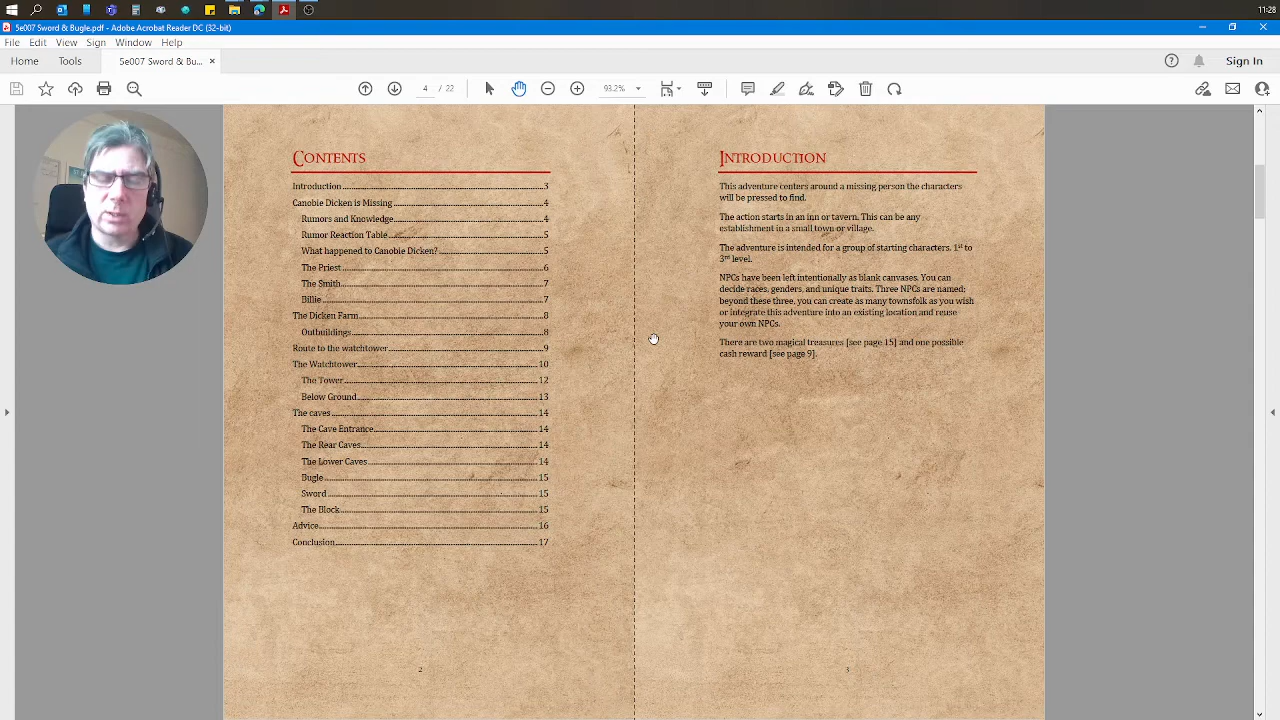 11:28
5e007 Sword & Bugle.pdf - Adobe Acrobat Reader DC (32-bit)
File Edit View Sign Window Help
Home Tools 5e007 Sword & Bu... × Sign In
4 / 22 93.2%
CONTENTS
Introduction 3
Canobie Dicken is Missing 4
Rumors and Knowledge 4
Rumor Reaction Table 5
What happened to Canobie Dicken? 5
The Priest 6
The Smith 7
Billie 7
The Dicken Farm 8
Outbuildings 8
Route to the watchtower 9
The Watchtower 10
The Tower 12
Below Ground 13
The caves 14
The Cave Entrance 14
The Rear Caves 14
The Lower Caves 14
Bugle 15
Sword 15
The Block 15
Advice 16
Conclusion 17
2
INTRODUCTION
This adventure centers around a missing person the characters
will be pressed to find.
The action starts in an inn or tavern. This can be any
establishment in a small town or village.
The adventure is intended for a group of starting characters. 1st to
3rd level.
NPCs have been left intentionally as blank canvases. You can
decide races, genders, and unique traits. Three NPCs are named;
beyond these three, you can create as many townsfolk as you wish
or integrate this adventure into an existing location and reuse
your own NPCs.
There are two magical treasures [see page 15] and one possible
cash reward [see page 9].
3